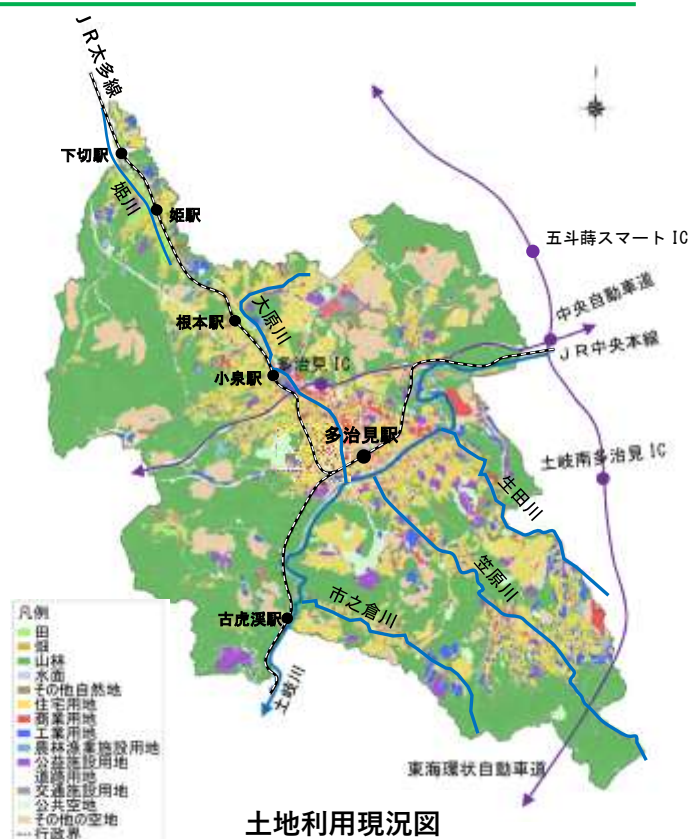 JR太多線
下切駅
姫川
姫駅
五斗蒔スマートIC
大原川
中央自動車道
根本駅
JR中央本線
小泉駅
多治見IC
多治見駅
土岐南多治見IC
生田川
笠原川
市之倉川
古虎渓駅
土岐川
東海環状自動車道
凡例
田
畑
山林
水面
その他自然地
住宅用地
商業用地
工業用地
農林漁業施設用地
公益施設用地
道路用地
交通施設用地
公共空地
その他の空地
行政界
土地利用現況図